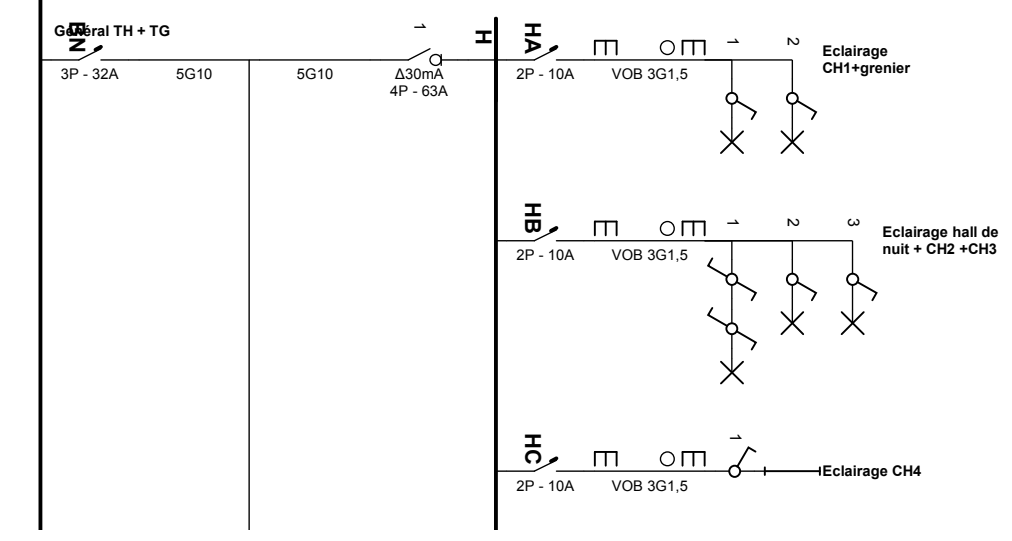 Général TH + TG
EN
3P - 32A
5G10
5G10
1
Δ30mA
4P - 63A
H
HA
2P - 10A
VOB 3G1,5
1
2
Eclairage
CH1+grenier
HB
2P - 10A
VOB 3G1,5
1
2
3
Eclairage hall de
nuit + CH2 +CH3
HC
2P - 10A
VOB 3G1,5
1
Eclairage CH4